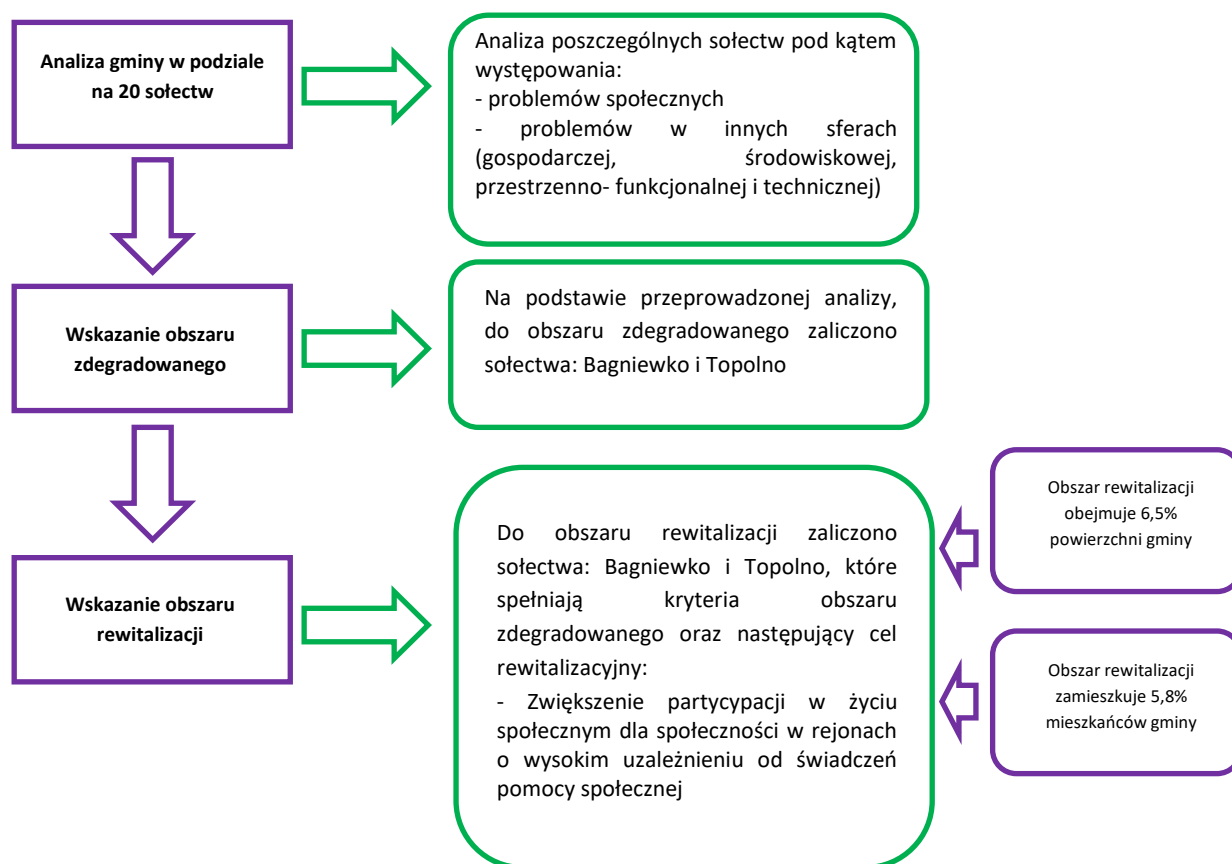 Analiza gminy w podziale
na 20 sołectw
Analiza poszczególnych sołectw pod kątem
występowania:
- problemów społecznych
- problemów w innych sferach
(gospodarczej, środowiskowej,
przestrzenno- funkcjonalnej i technicznej)
Wskazanie obszaru
zdegradowanego
Na podstawie przeprowadzonej analizy,
do obszaru zdegradowanego zaliczono
sołectwa: Bagniewko i Topolno
Wskazanie obszaru
rewitalizacji
Do obszaru rewitalizacji zaliczono
sołectwa: Bagniewko i Topolno, które
spełniają kryteria obszaru
zdegradowanego oraz następujący cel
rewitalizacyjny:
- Zwiększenie partycypacji w życiu
społecznym dla społeczności w rejonach
o wysokim uzależnieniu od świadczeń
pomocy społecznej
Obszar rewitalizacji
obejmuje 6,5%
powierzchni gminy
Obszar rewitalizacji
zamieszkuje 5,8%
mieszkańców gminy